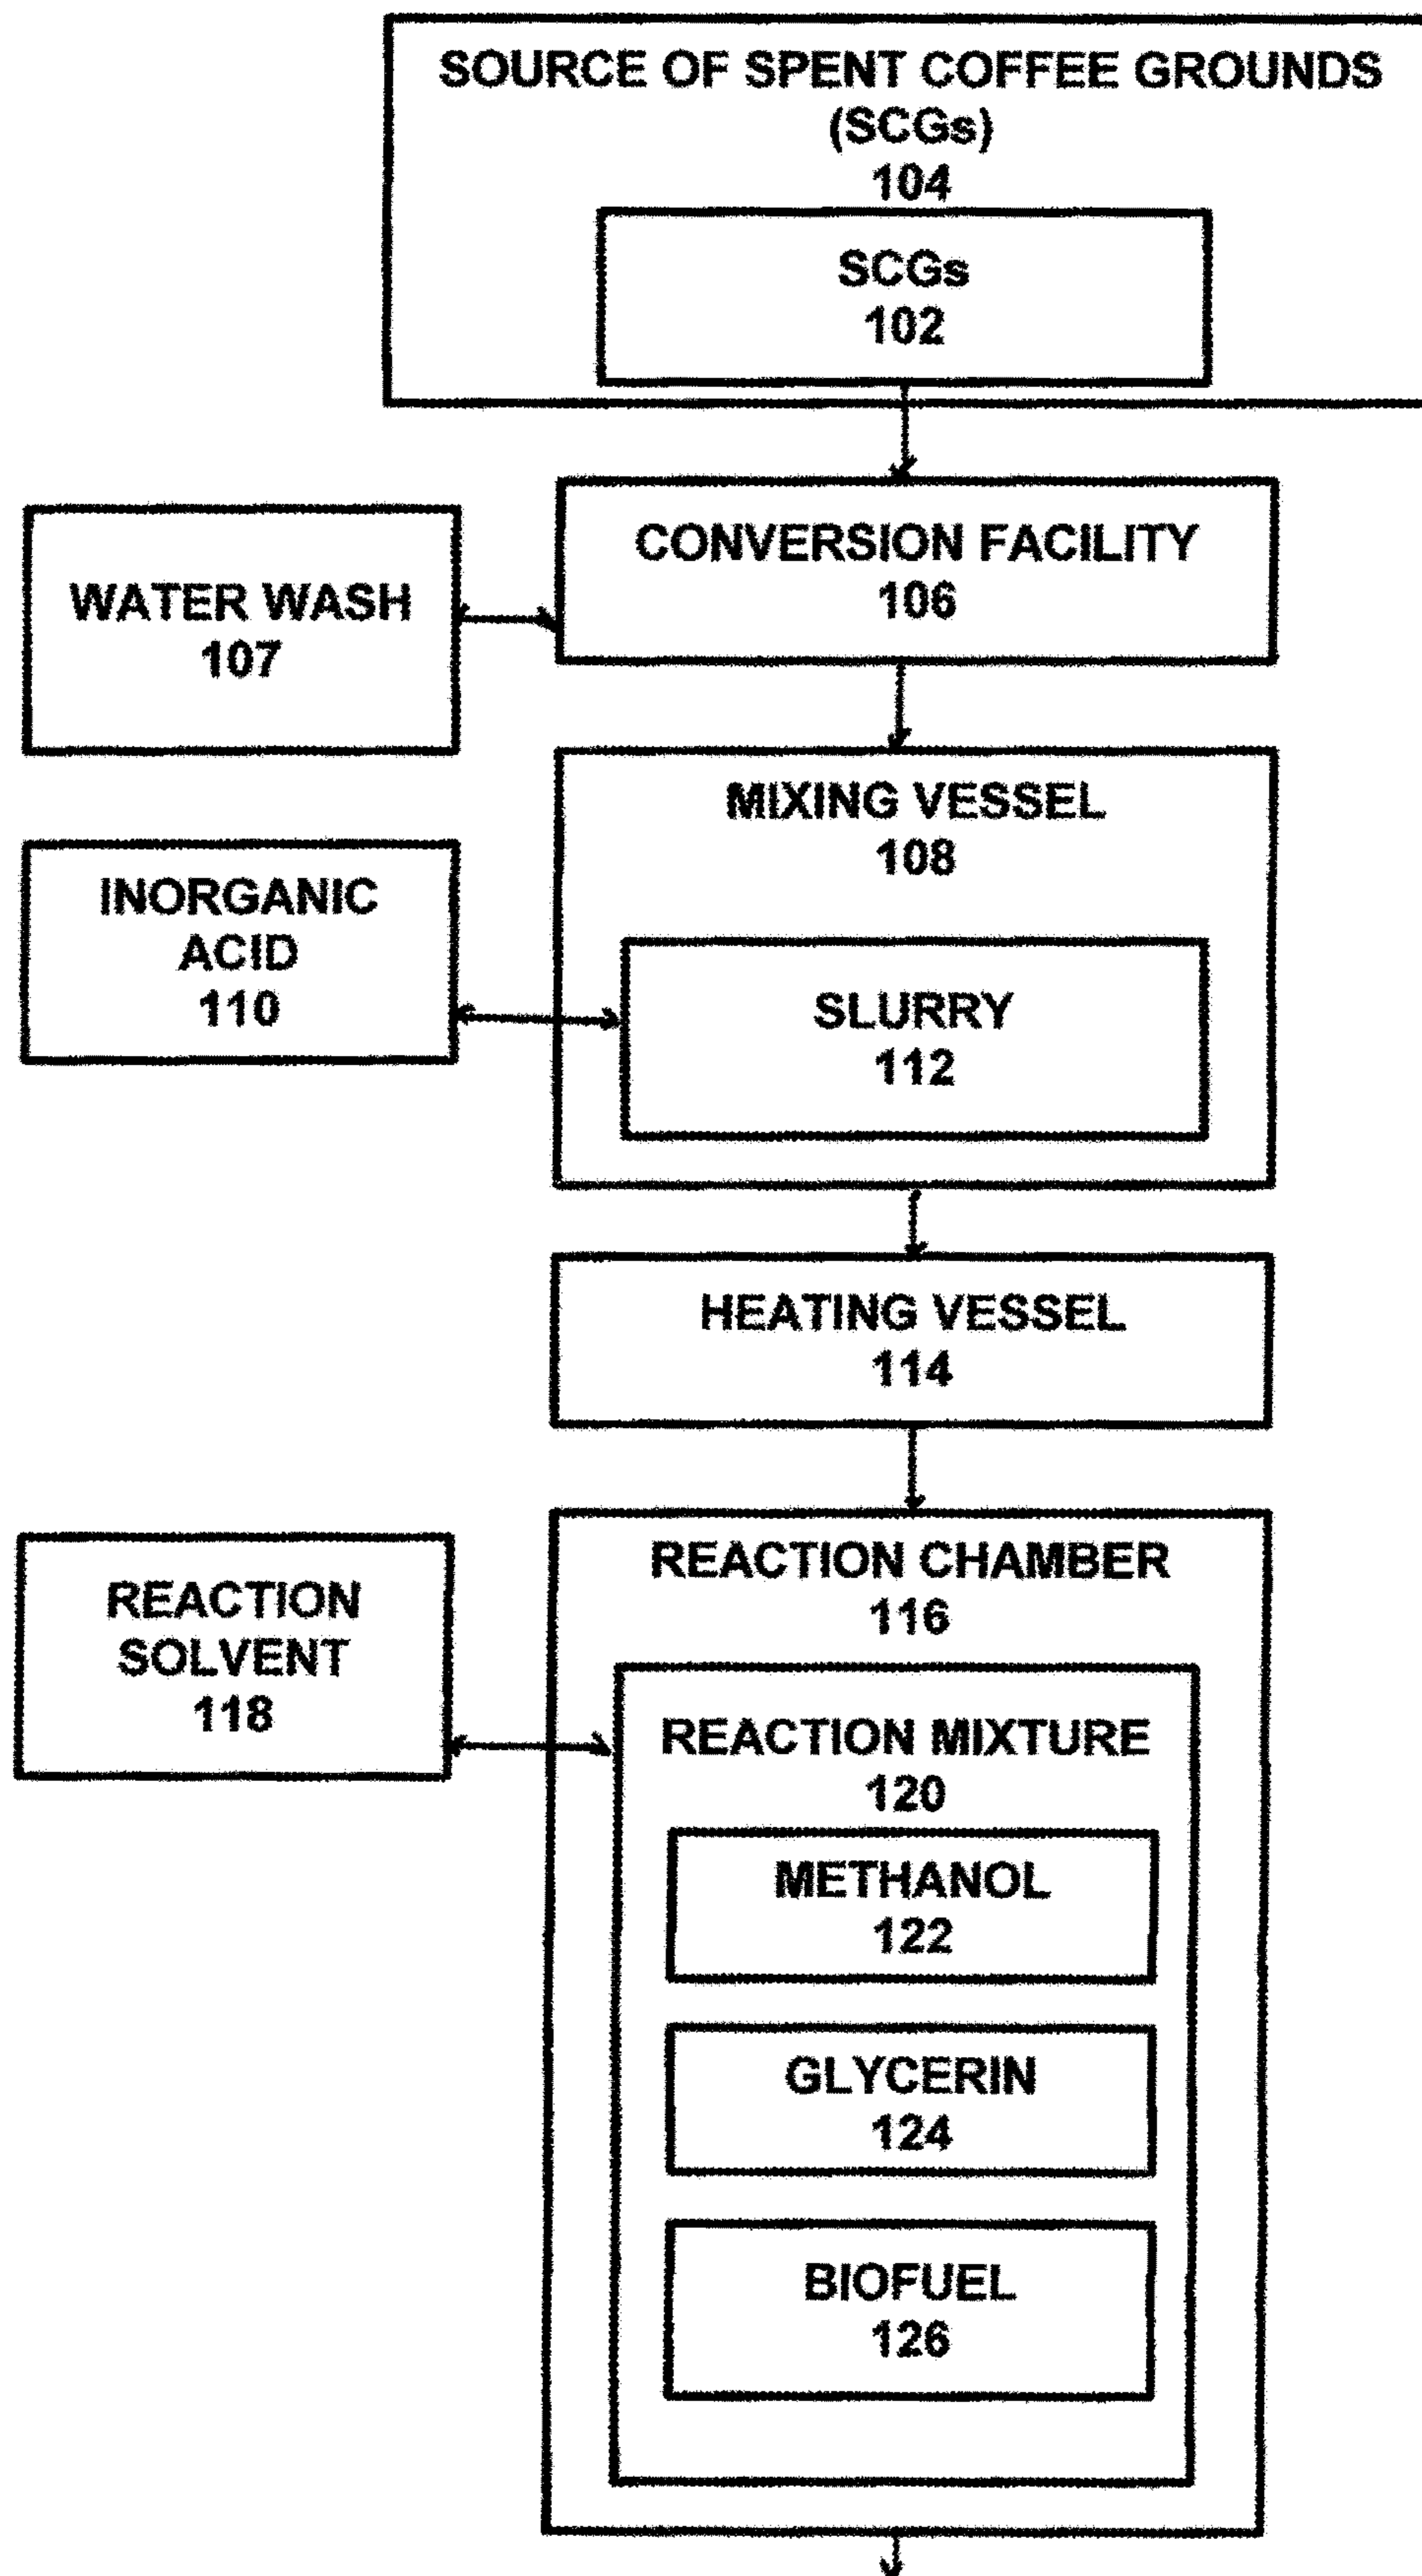 SOURCE OF SPENT COFFEE GROUNDS
(SCGs)
104
SCGs
102
CONVERSION FACILITY
106
WATER WASH
107
MIXING VESSEL
108
INORGANIC
ACID
110
SLURRY
112
HEATING VESSEL
114
REACTION CHAMBER
116
REACTION
SOLVENT
118
REACTION MIXTURE
120
METHANOL
122
GLYCERIN
124
BIOFUEL
126